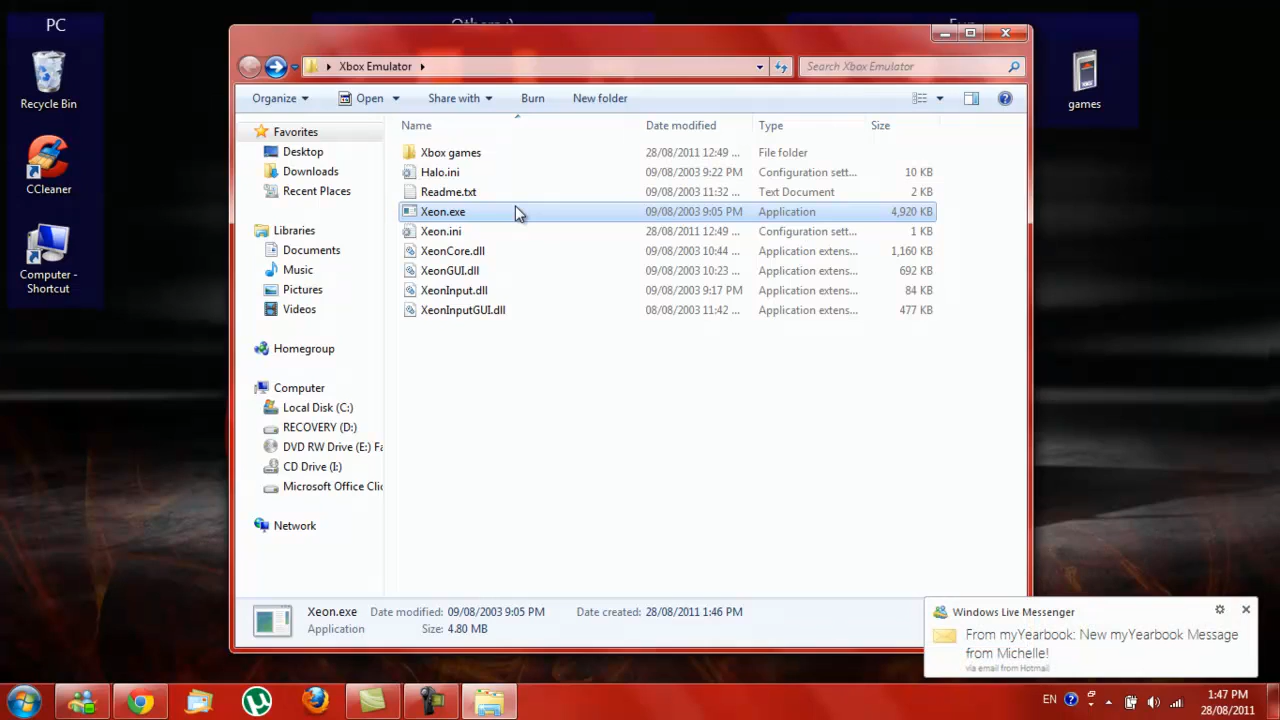 PC
Recycle Bin
CCleaner
Computer -
Shortcut
games
Xbox Emulator
Search Xbox Emulator
Organize
Open
Share with
Burn
New folder
Favorites
Desktop
Downloads
Recent Places
Libraries
Documents
Music
Pictures
Videos
Homegroup
Computer
Local Disk (C:)
RECOVERY (D:)
DVD RW Drive (E:) Fa
CD Drive (I:)
Microsoft Office Clic
Network
Name Date modified Type Size
Xbox games 28/08/2011 12:49 ... File folder
Halo.ini 09/08/2003 9:22 PM Configuration sett... 10 KB
Readme.txt 09/08/2003 11:32 ... Text Document 2 KB
Xeon.exe 09/08/2003 9:05 PM Application 4,920 KB
Xeon.ini 28/08/2011 12:49 ... Configuration sett... 1 KB
XeonCore.dll 09/08/2003 10:44 ... Application extens... 1,160 KB
XeonGUI.dll 09/08/2003 10:23 ... Application extens... 692 KB
XeonInput.dll 09/08/2003 9:17 PM Application extens... 84 KB
XeonInputGUI.dll 08/08/2003 11:42 ... Application extens... 477 KB
Xeon.exe Date modified: 09/08/2003 9:05 PM Date created: 28/08/2011 1:46 PM
Application Size: 4.80 MB
Windows Live Messenger
From myYearbook: New myYearbook Message
from Michelle!
via email from Hotmail
EN
1:47 PM
28/08/2011